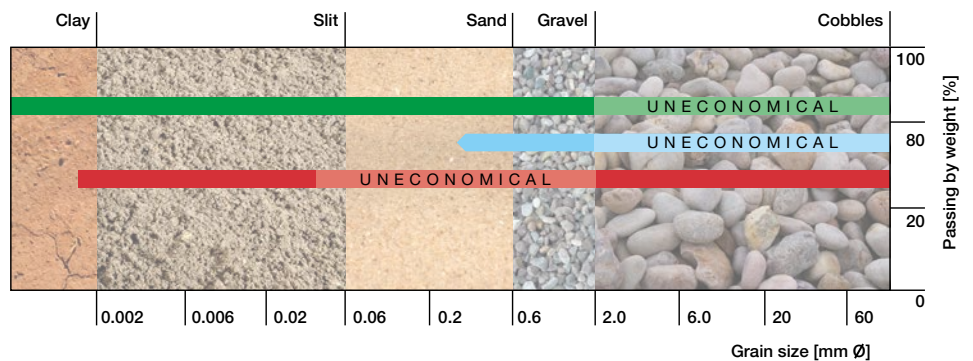 Clay Slit Sand Gravel Cobbles
100
UNECONOMICAL
UNECONOMICAL
80
UNECONOMICAL
20
0
Passing by weight [%]
0.002 0.006 0.02 0.06 0.2 0.6 2.0 6.0 20 60
Grain size [mm Ø]